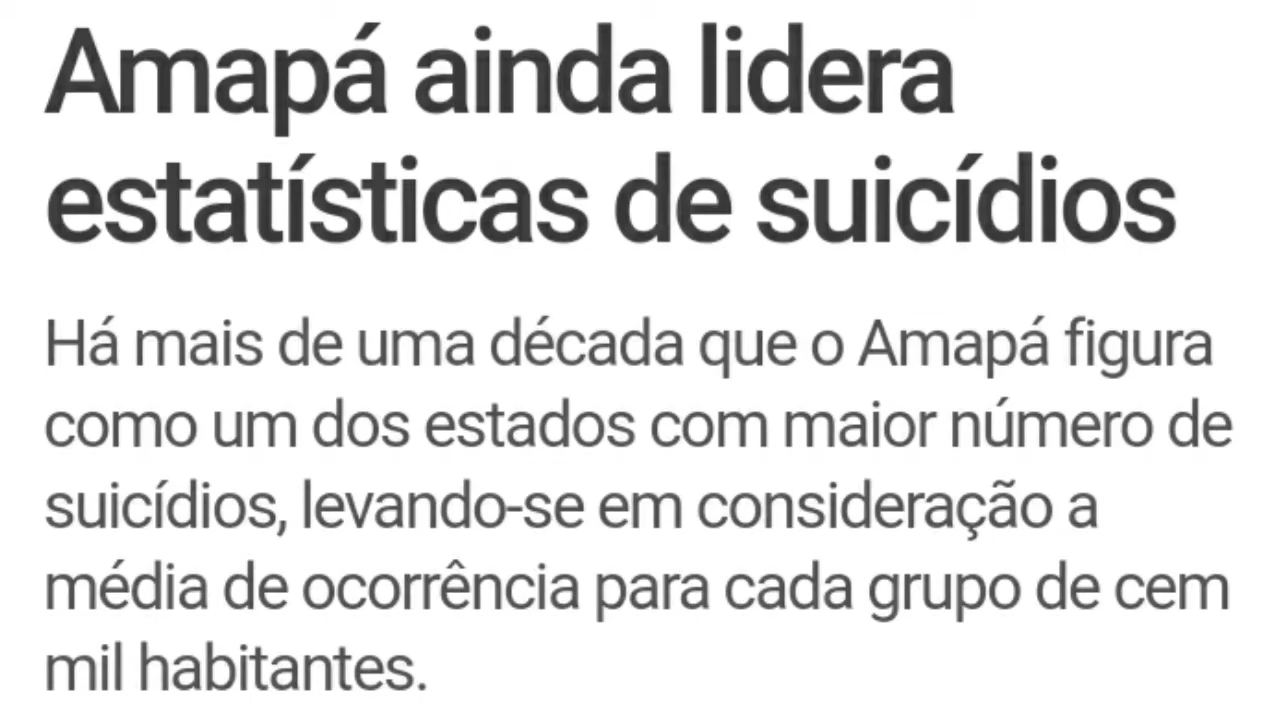 Amapá ainda lidera
estatísticas de suicídios
Há mais de uma década que o Amapá figura
como um dos estados com maior número de
suicídios, levando-se em consideração a
média de ocorrência para cada grupo de cem
mil habitantes.